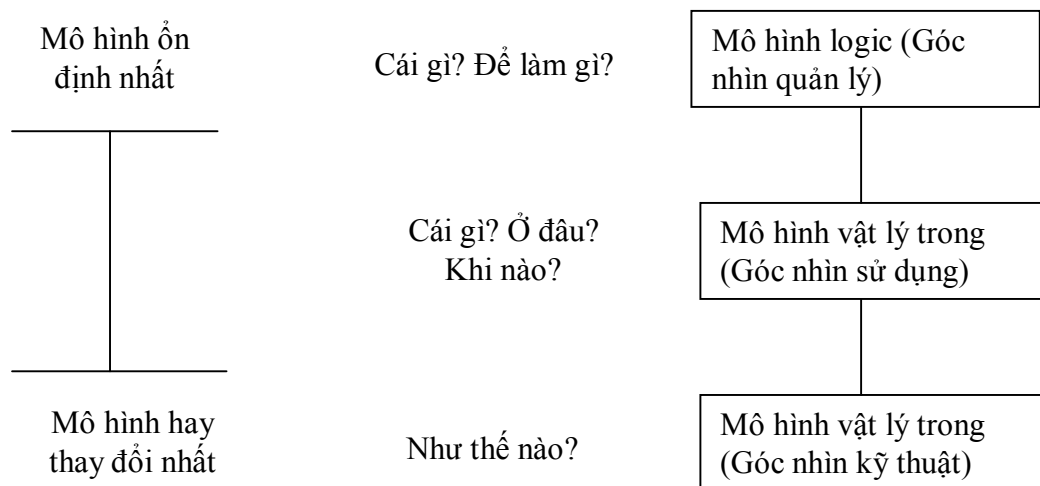 Mô hình ổn
định nhất
Cái gì? Để làm gì?
Mô hình logic (Góc
nhìn quản lý)
Cái gì? Ở đâu?
Khi nào?
Mô hình vật lý trong
(Góc nhìn sử dụng)
Mô hình hay
thay đổi nhất
Như thế nào?
Mô hình vật lý trong
(Góc nhìn kỹ thuật)